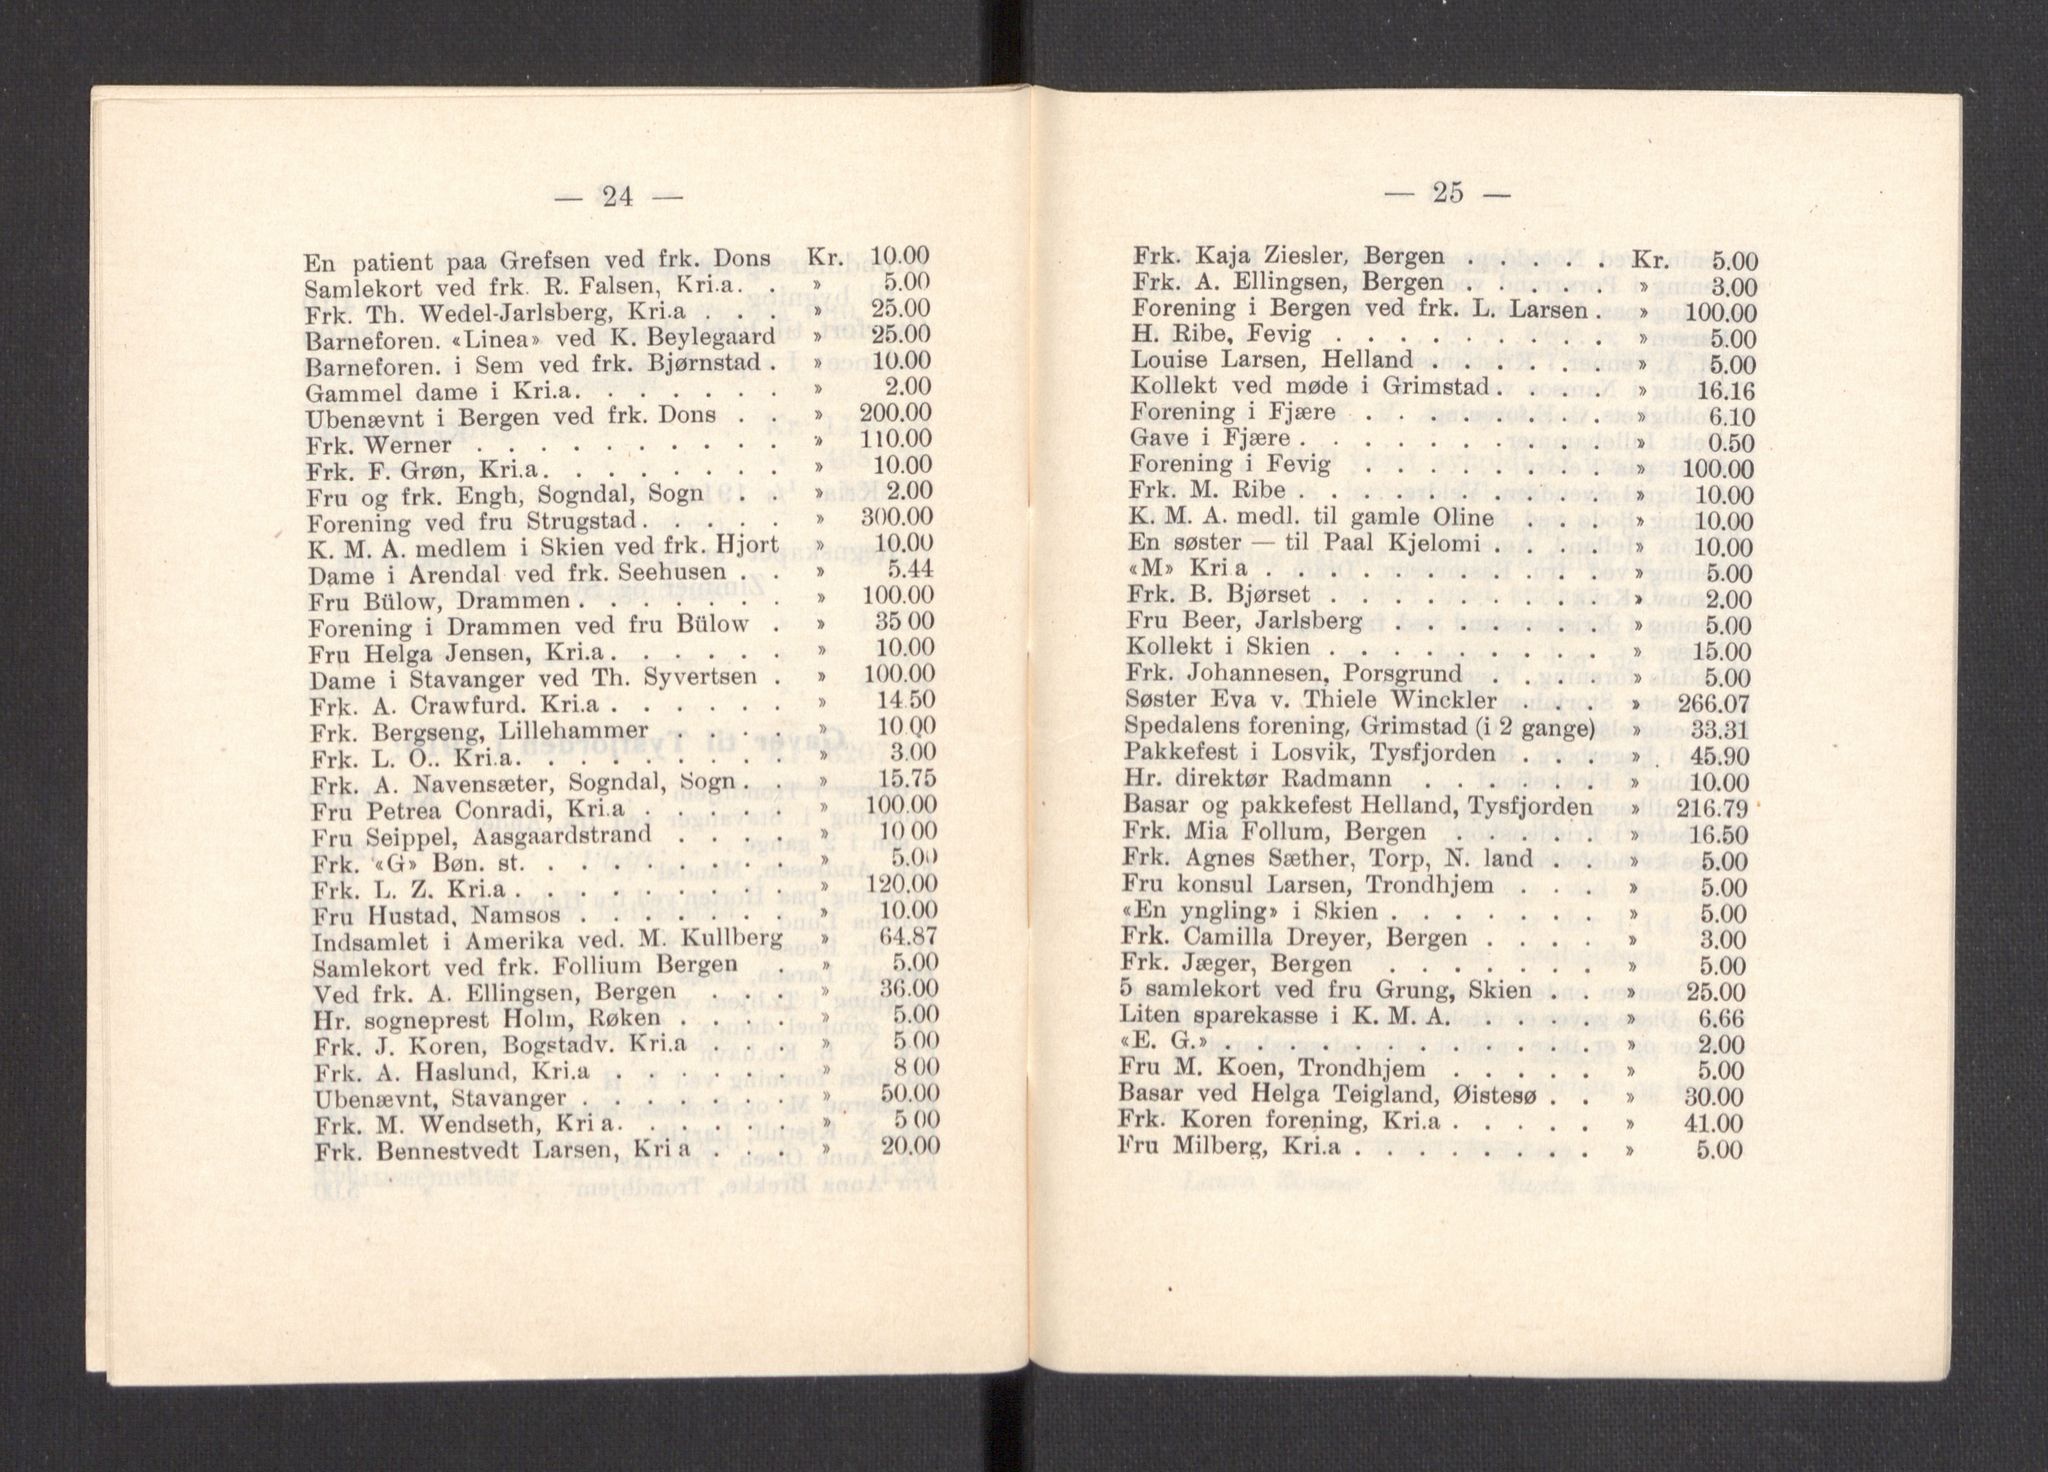 — 24 —
En patient paa Grefsen ved frk. Dons Kr. 10.00
Samlekort ved frk. R. Falsen, Kri.a. . » 5.00
Frk. Th. Wedel-Jarlsberg, Kri.a . . . » 25.00
Barneforen. «Linea» ved K. Beylegaard » 25.00
Barneforen. i Sem ved frk. Bjørnstad . » 10.00
Gammel dame i Kri.a. . . . . . . » 2.00
Ubenævnt i Bergen ved frk. Dons . . » 200.00
Frk. Werner . . . . . . . . . » 110.00
Frk. F. Grøn, Kri.a. . . . . . . . » 10.00
Fru og frk. Engh, Sogndal, Sogn . . » 2.00
Forening ved fru Strugstad. . . . . » 300.00
K. M. A. medlem i Skien ved frk. Hjort » 10.00
Dame i Arendal ved frk. Seehusen . . » 5.44
Fru Bülow, Drammen . . . . . . . » 100.00
Forening i Drammen ved fru Bülow . » 35 00
Fru Helga Jensen, Kri.a. . . . . . » 10.00
Dame i Stavanger ved Th. Syvertsen . » 100.00
Frk. A. Crawfurd. Kri.a . . . . . . » 14.50
Frk. Bergseng, Lillehammer . . . . » 10.00
Frk. L. O.. Kri.a. . . . . . . . . » 3.00
Frk. A. Navensæter, Sogndal, Sogn . . » 15.75
Fru Petrea Conradi, Kri.a . . . . . » 100.00
Fru Seippel, Aasgaardstrand . . . . » 10 00
Frk. «G» Bøn. st. . . . . . . . . » 5.00
Frk. L. Z. Kri.a . . . . . . . . . » 120.00
Fru Hustad, Namsos . . . . . . . » 10.00
Indsamlet i Amerika ved. M. Kullberg » 64.87
Samlekort ved frk. Follium Bergen . » 5.00
Ved frk. A. Ellingsen, Bergen . . . » 36.00
Hr. sogneprest Holm, Røken . . . . » 5.00
Frk. J. Koren, Bogstadv. Kri.a . . . » 5 00
Frk. A. Haslund, Kri.a . . . . . . » 8 00
Ubenævnt, Stavanger . . . . . . . » 50.00
Frk. M. Wendseth, Kri a. . . . . . » 5 00
Frk. Bennestvedt Larsen, Kri a . . . » 20.00
— 25 —
Frk. Kaja Ziesler, Bergen . . . . . Kr. 5.00
Frk. A. Ellingsen, Bergen . . . . . » 3.00
Forening i Bergen ved frk. L. Larsen . » 100.00
H. Ribe, Fevig . . . . . . . . . » 5.00
Louise Larsen, Helland . . . . . . » 5.00
Kollekt ved møde i Grimstad . . . . » 16.16
Forening i Fjære . . . . . . . . » 6.10
Gave i Fjære . . . . . . . . . . » 0.50
Forening i Fevig . . . . . . . . » 100.00
Frk. M. Ribe . . . . . . . . . . » 10.00
K. M. A. medl. til gamle Oline . . . » 10.00
En søster — til Paal Kjelomi . . . . » 10.00
«M» Kri a . . . . . . . . . . . » 5.00
Frk. B. Bjørset . . . . . . . . . » 2.00
Fru Beer, Jarlsberg . . . . . . . » 5.00
Kollekt i Skien . . . . . . . . . » 15.00
Frk. Johannesen, Porsgrund . . . . » 5.00
Søster Eva v. Thiele Winckler . . . » 266.07
Spedalens forening, Grimstad (i 2 gange) » 33.31
Pakkefest i Losvik, Tysfjorden . . . » 45.90
Hr. direktør Radmann . . . . . . » 10.00
Basar og pakkefest Helland, Tysfjorden » 216.79
Frk. Mia Follum, Bergen . . . . . » 16.50
Frk. Agnes Sæther, Torp, N. land . . » 5.00
Fru konsul Larsen, Trondhjem . . . » 5.00
«En yngling» i Skien . . . . . . . » 5.00
Frk. Camilla Dreyer, Bergen . . . . » 3.00
Frk. Jæger, Bergen . . . . . . . » 5.00
5 samlekort ved fru Grung, Skien . . » 25.00
Liten sparekasse i K. M. A. . . . . » 6.66
«E. G.» . . . . . . . . . . . . » 2.00
Fru M. Koen, Trondhjem . . . . . » 5.00
Basar ved Helga Teigland, Øistesø . . » 30.00
Frk. Koren forening, Kri.a . . . . . » 41.00
Fru Milberg, Kri.a . . . . . . . . » 5.00